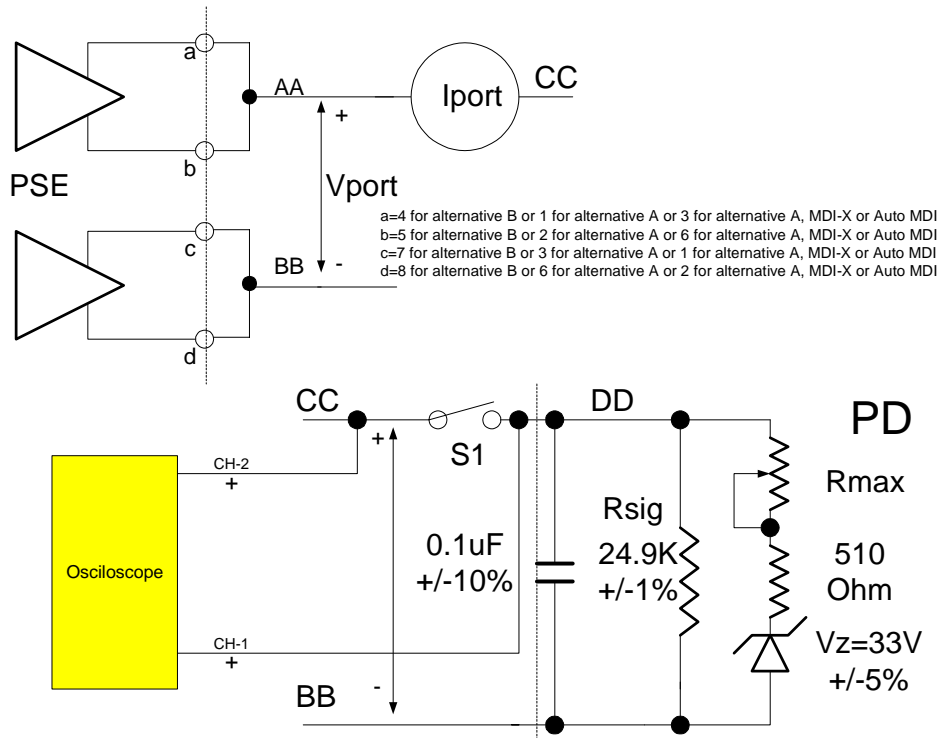 a
AA
Iport
CC
+
b
PSE
Vport
a=4 for alternative B or 1 for alternative A or 3 for alternative A, MDI-X or Auto MDI
b=5 for alternative B or 2 for alternative A or 6 for alternative A, MDI-X or Auto MDI
c=7 for alternative B or 3 for alternative A or 1 for alternative A, MDI-X or Auto MDI
d=8 for alternative B or 6 for alternative A or 2 for alternative A, MDI-X or Auto MDI
c
BB
-
d
CC
DD
PD
+
S1
CH-2
+
Rmax
Rsig
24.9K
+/-1%
0.1uF
+/-10%
510
Ohm
Osciloscope
CH-1
+
Vz=33V
+/-5%
BB
-